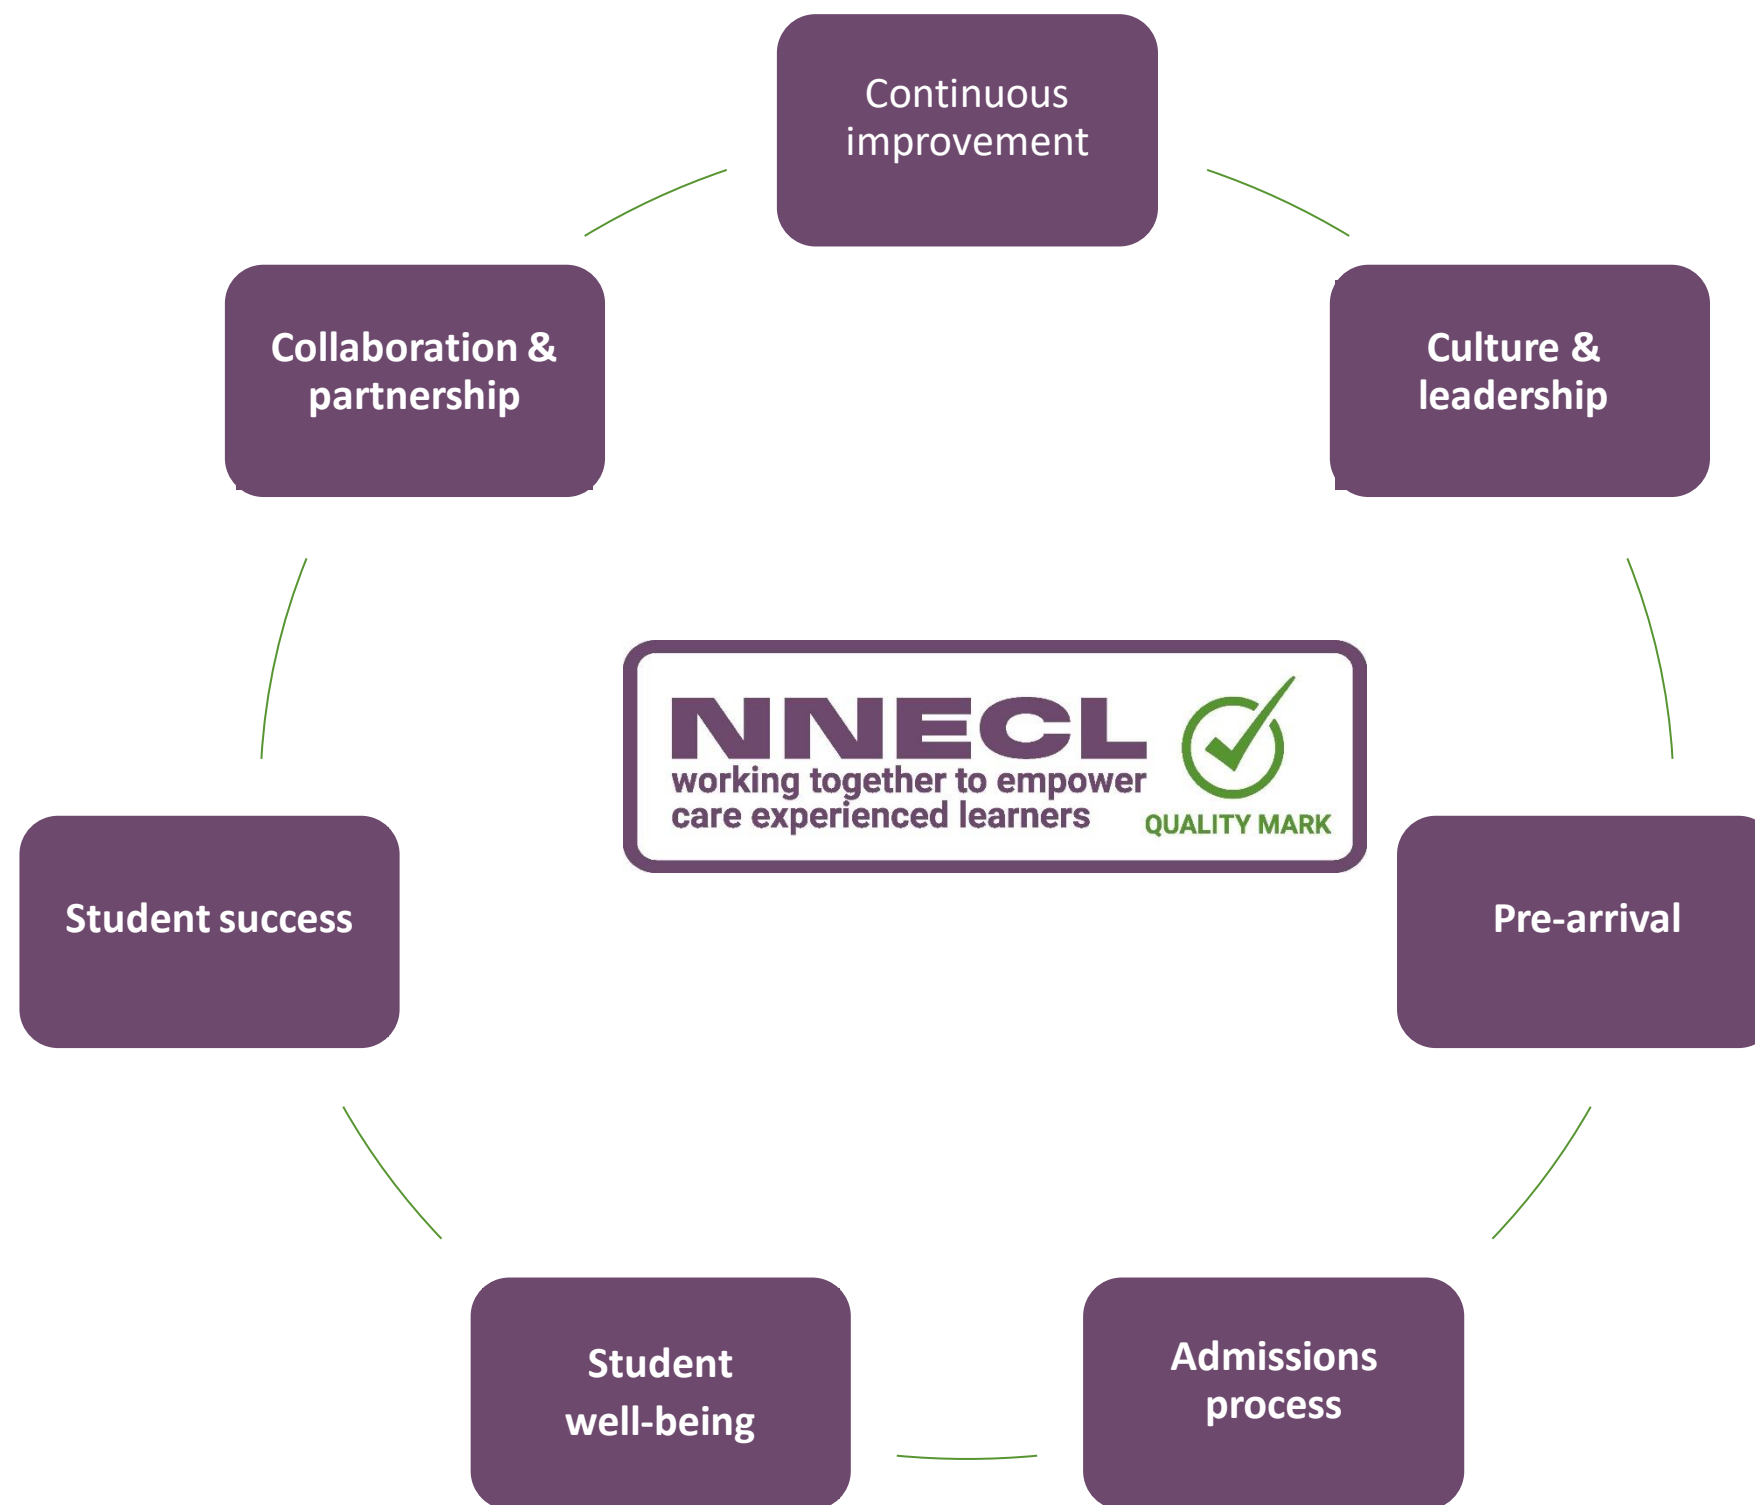 Continuous
improvement
Culture &
leadership
Pre-arrival
Admissions
process
Student
well-being
Student success
Collaboration &
partnership
NNECL
working together to empower
care experienced learners
QUALITY MARK